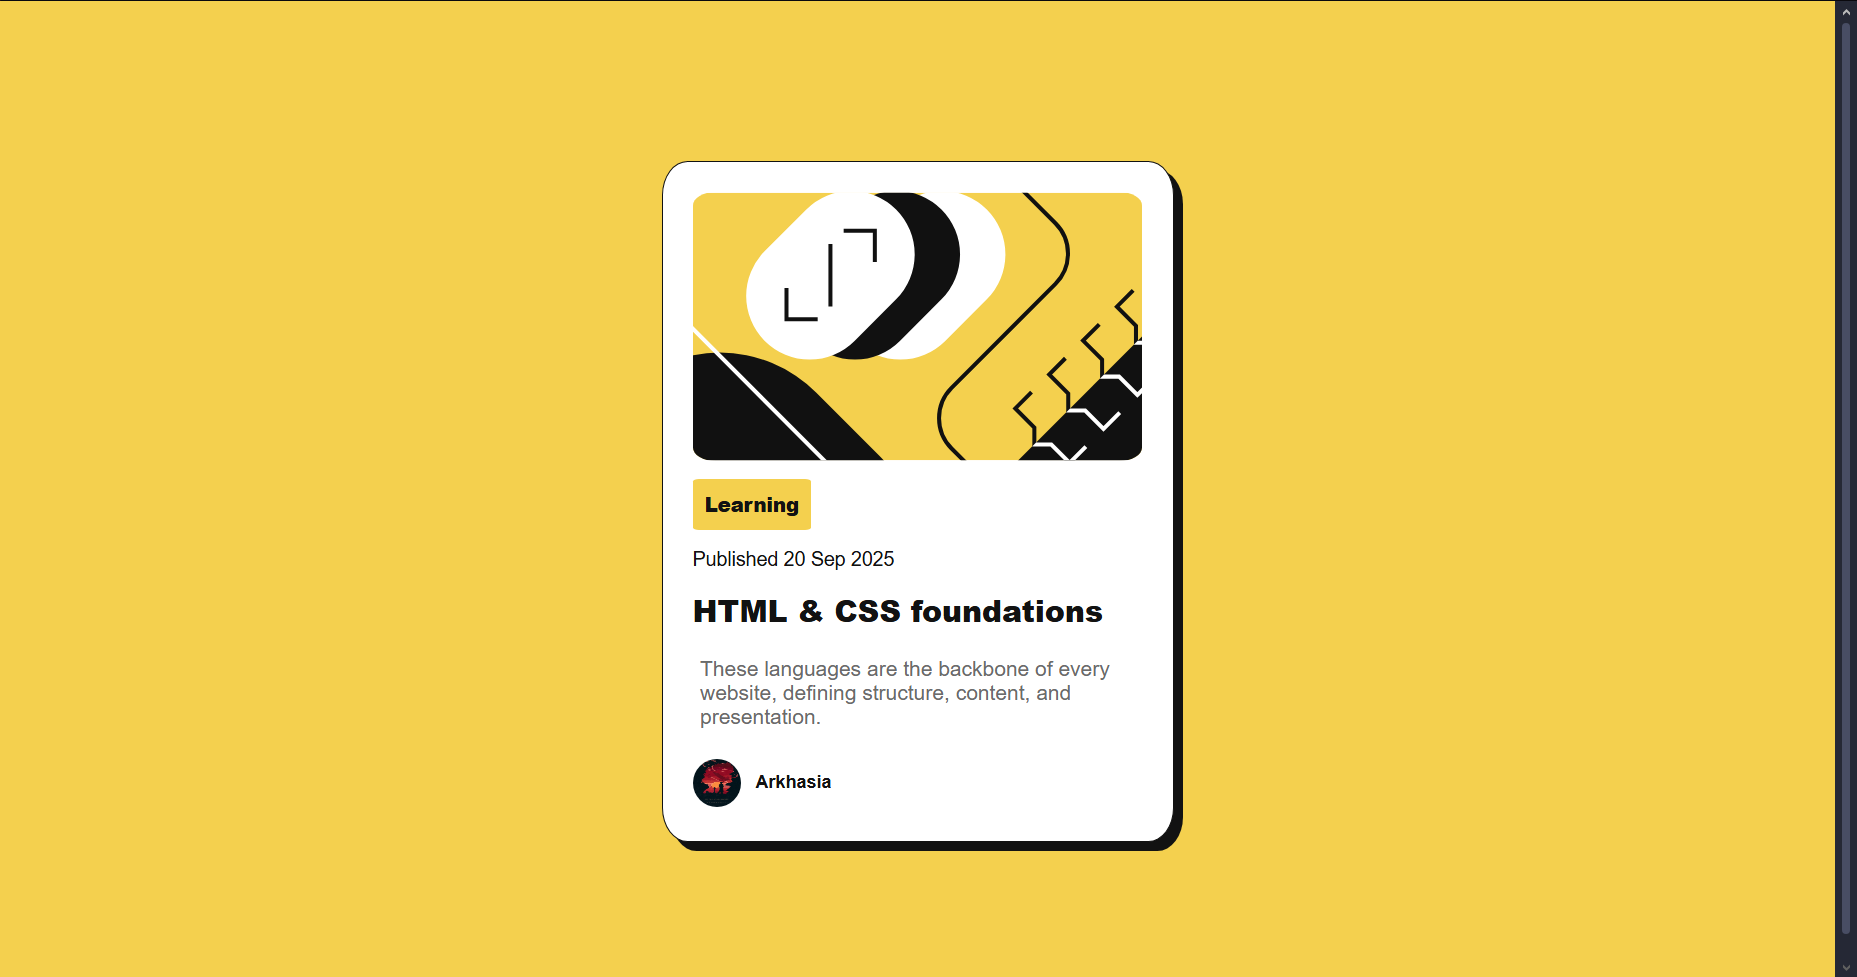 Learning
Published 20 Sep 2025
HTML & CSS foundations
These languages are the backbone of every
website, defining structure, content, and
presentation.
Arkhasia